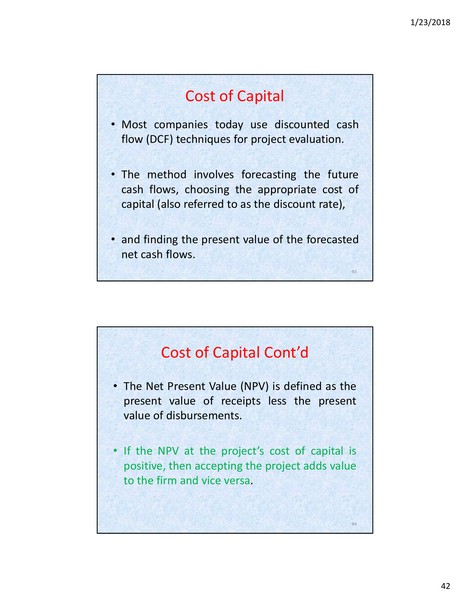 1/23/2018
Cost of Capital
• Most companies today use discounted cash
flow (DCF) techniques for project evaluation.
• The method involves forecasting the future
cash flows, choosing the appropriate cost of
capital (also referred to as the discount rate),
• and finding the present value of the forecasted
net cash flows.
Cost of Capital Cont’d
• The Net Present Value (NPV) is defined as the
present value of receipts less the present
value of disbursements.
• If the NPV at the project’s cost of capital is
positive, then accepting the project adds value
to the firm and vice versa.
42